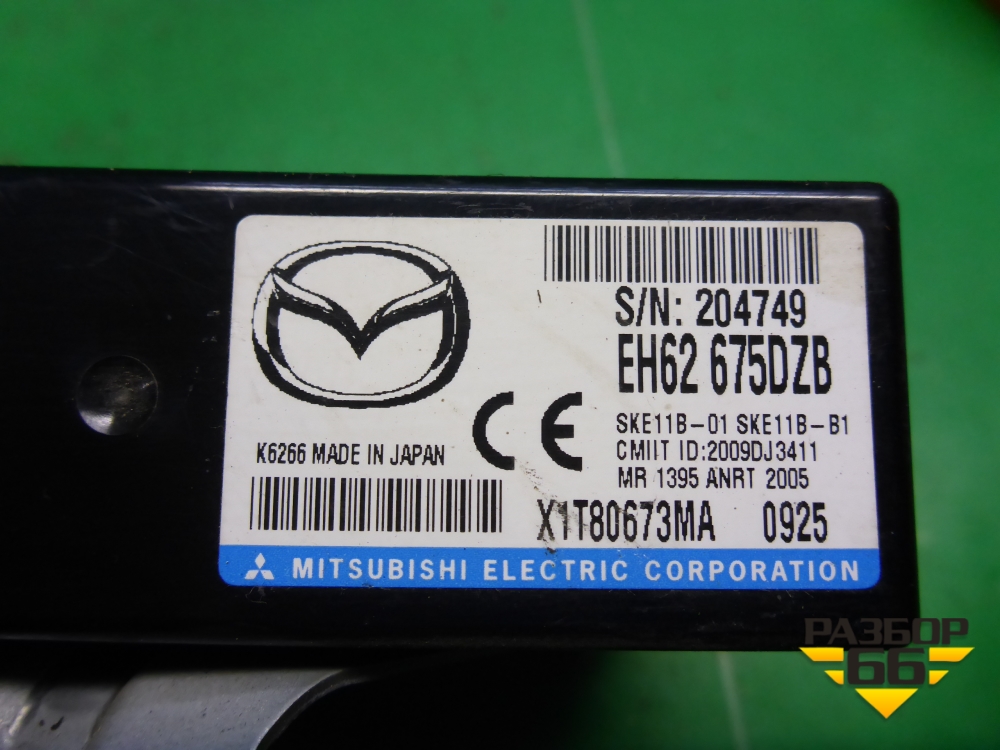 S/N: 204749
EH62 675DZB
SKE11B-01 SKE11B-B1
CMIIT ID:2009DJ3411
MR 1395 ANRT 2005
K6266 MADE IN JAPAN
CE
X1T80673MA 0925
MITSUBISHI ELECTRIC CORPORATION
РАЗБОР
66